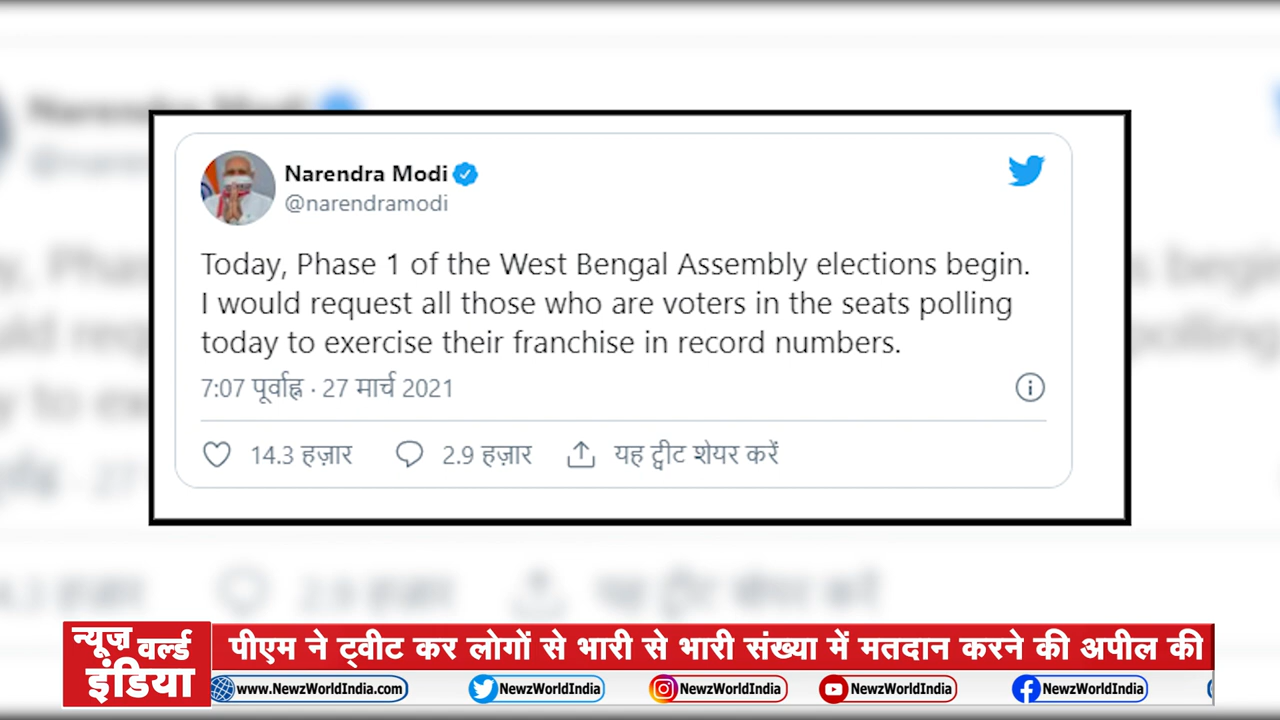 Narendra Modi
@narendramodi
Today, Phase 1 of the West Bengal Assembly elections begin.
I would request all those who are voters in the seats polling
today to exercise their franchise in record numbers.
7:07 पूर्वाह्न · 27 मार्च 2021
14.3 हज़ार 2.9 हज़ार यह ट्वीट शेयर करें
न्यूज़ वर्ल्ड
इंडिया
पीएम ने ट्वीट कर लोगों से भारी से भारी संख्या में मतदान करने की अपील की
www.NewzWorldIndia.com NewzWorldIndia NewzWorldIndia NewzWorldIndia NewzWorldIndia